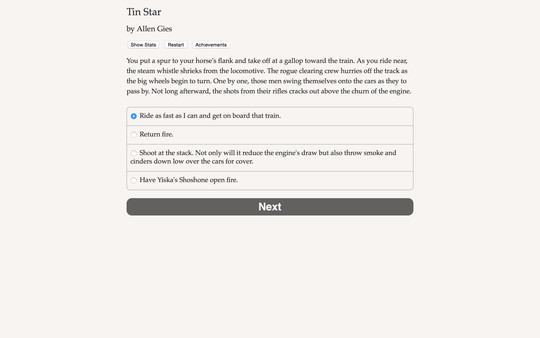 Tin Star
by Allen Gies
Show Stats Restart Achievements
You put a spur to your horse's flank and take off at a gallop toward the train. As you ride near,
the steam whistle shrieks from the locomotive. The rogue clearing crew hurries off the track as
the big wheels begin to turn. One by one, those men swing themselves onto the cars as they to
pass by. Not long afterward, the shots from their rifles cracks out above the churn of the engine.
Ride as fast as I can and get on board that train.
Return fire.
Shoot at the stack. Not only will it reduce the engine's draw but also throw smoke and
cinders down low over the cars for cover.
Have Yiska's Shoshone open fire.
Next